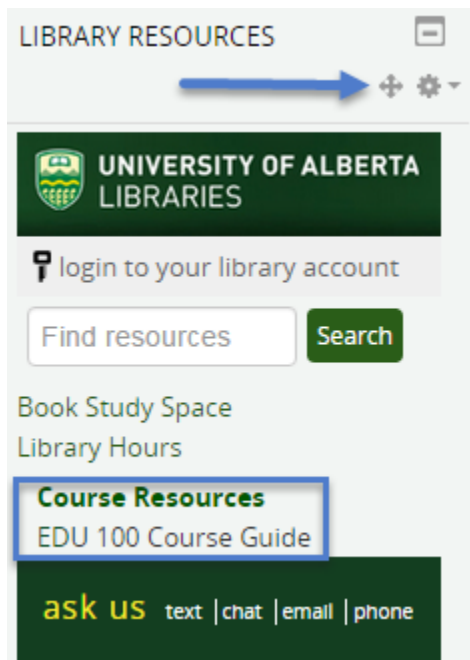 LIBRARY RESOURCES
UNIVERSITY OF ALBERTA
LIBRARIES
login to your library account
Find resources
Search
Book Study Space
Library Hours
Course Resources
EDU 100 Course Guide
ask us text |chat |email |phone